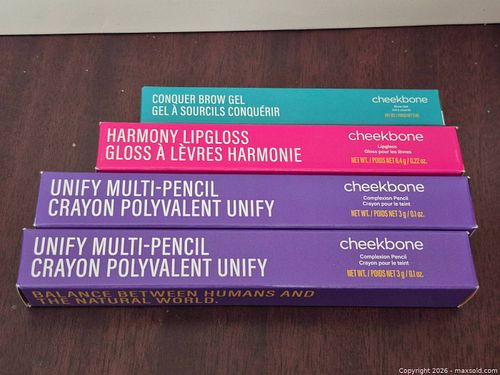 CONQUER BROW GEL
GEL À SOURCILS CONQUÉRIR
cheekbone
Brow Gel
HARMONY LIPGLOSS
GLOSS À LÈVRES HARMONIE
cheekbone
Lipgloss
Gloss pour les lèvres
NET WT. / POIDS NET 6,4 g / 0.22 oz.
UNIFY MULTI-PENCIL
CRAYON POLYVALENT UNIFY
cheekbone
Complexion Pencil
Crayon pour le teint
NET WT. / POIDS NET 3 g / 0.1 oz.
UNIFY MULTI-PENCIL
CRAYON POLYVALENT UNIFY
cheekbone
Complexion Pencil
Crayon pour le teint
NET WT. / POIDS NET 3 g / 0.1 oz.
BALANCE BETWEEN HUMANS AND
THE NATURAL WORLD.
Copyright 2026 - maxsold.com